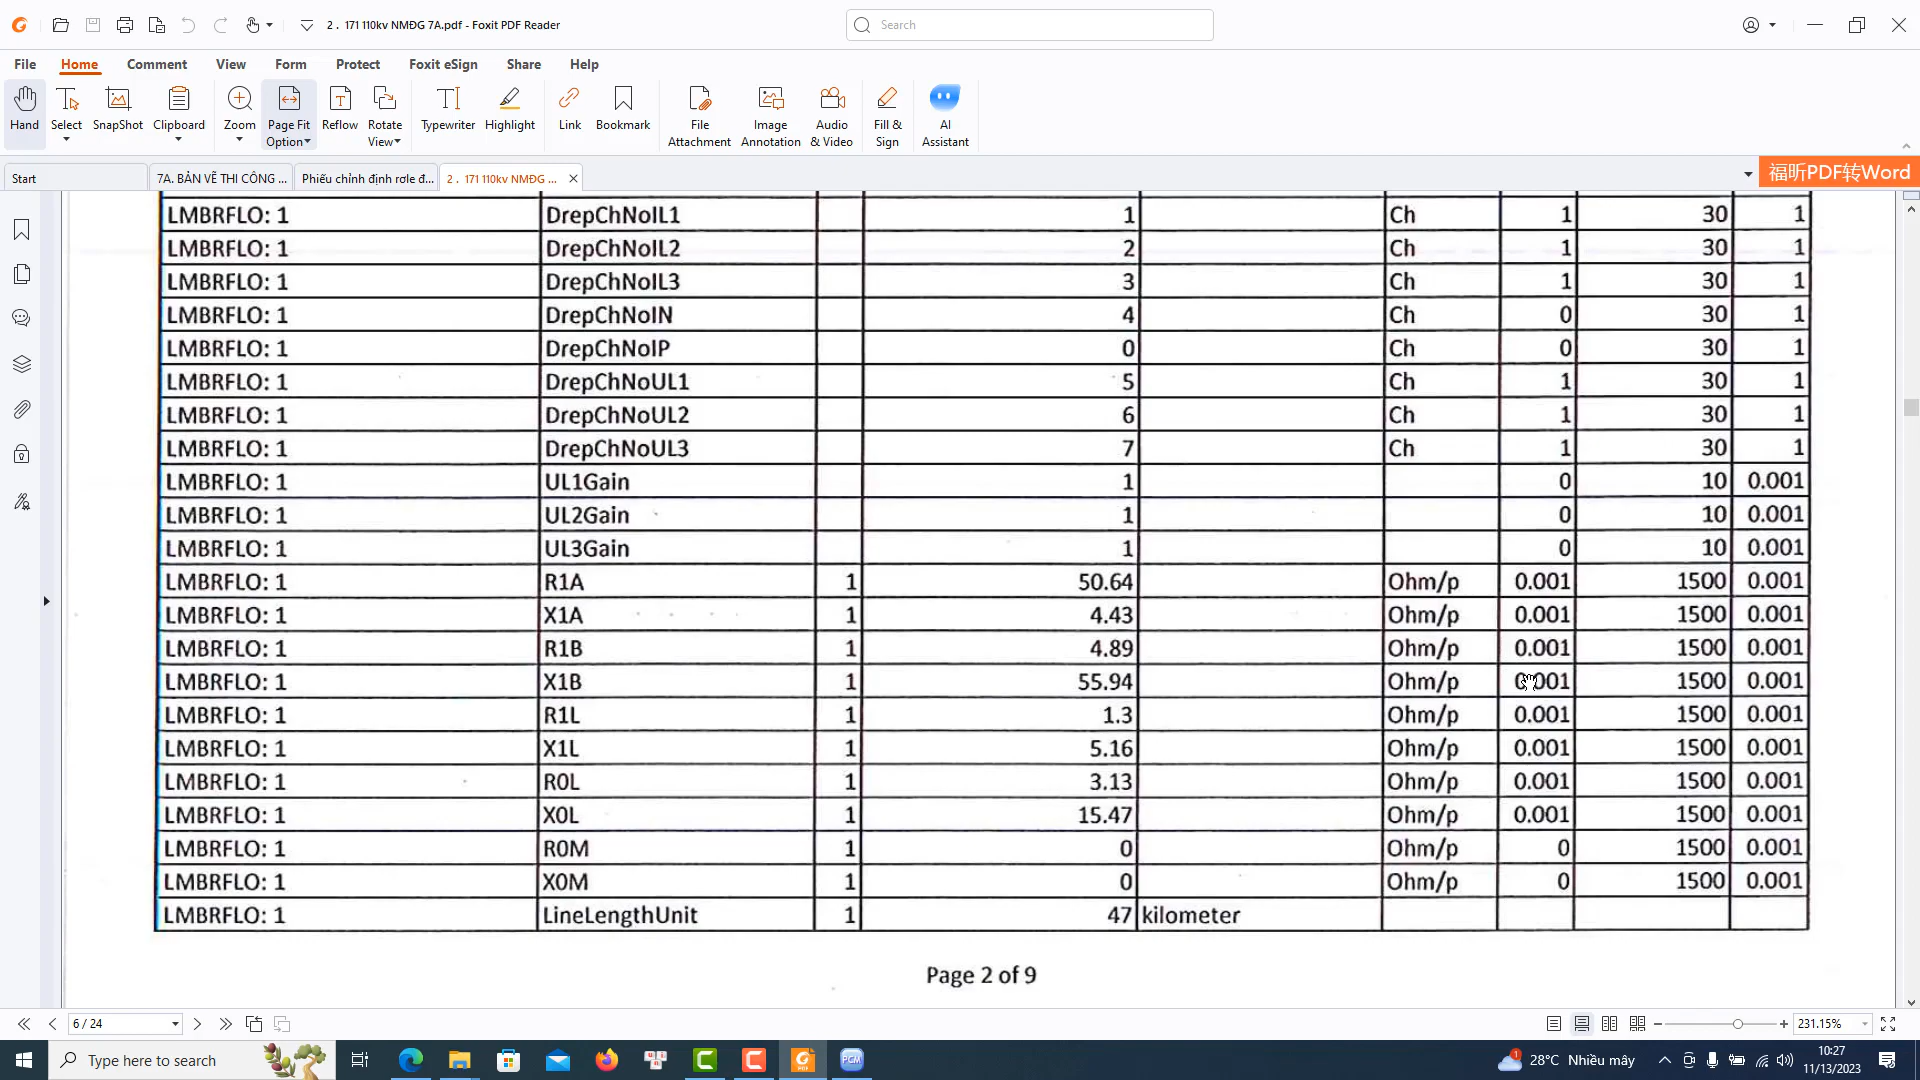 2 . 171 110kv NMĐG 7A.pdf - Foxit PDF Reader
Search
File Home Comment View Form Protect Foxit eSign Share Help
Hand Select SnapShot Clipboard Zoom Page Fit Option Reflow Rotate View Typewriter Highlight Link Bookmark File Attachment Image Annotation Audio & Video Fill & Sign AI Assistant
Start 7A. BẢN VẼ THI CÔNG ... Phiếu chỉnh định rơle đ... 2 . 171 110kv NMĐG ... 福昕PDF转Word
LMBRFLO: 1 DrepChNoIL1 1 Ch 1 30 1
LMBRFLO: 1 DrepChNoIL2 2 Ch 1 30 1
LMBRFLO: 1 DrepChNoIL3 3 Ch 1 30 1
LMBRFLO: 1 DrepChNoIN 4 Ch 0 30 1
LMBRFLO: 1 DrepChNoIP 0 Ch 0 30 1
LMBRFLO: 1 DrepChNoUL1 5 Ch 1 30 1
LMBRFLO: 1 DrepChNoUL2 6 Ch 1 30 1
LMBRFLO: 1 DrepChNoUL3 7 Ch 1 30 1
LMBRFLO: 1 UL1Gain 1 0 10 0.001
LMBRFLO: 1 UL2Gain 1 0 10 0.001
LMBRFLO: 1 UL3Gain 1 0 10 0.001
LMBRFLO: 1 R1A 1 50.64 Ohm/p 0.001 1500 0.001
LMBRFLO: 1 X1A 1 4.43 Ohm/p 0.001 1500 0.001
LMBRFLO: 1 R1B 1 4.89 Ohm/p 0.001 1500 0.001
LMBRFLO: 1 X1B 1 55.94 Ohm/p 0.001 1500 0.001
LMBRFLO: 1 R1L 1 1.3 Ohm/p 0.001 1500 0.001
LMBRFLO: 1 X1L 1 5.16 Ohm/p 0.001 1500 0.001
LMBRFLO: 1 R0L 1 3.13 Ohm/p 0.001 1500 0.001
LMBRFLO: 1 X0L 1 15.47 Ohm/p 0.001 1500 0.001
LMBRFLO: 1 R0M 1 0 Ohm/p 0 1500 0.001
LMBRFLO: 1 X0M 1 0 Ohm/p 0 1500 0.001
LMBRFLO: 1 LineLengthUnit 1 47 kilometer
Page 2 of 9
6 / 24 231.15%
Type here to search PCM 1 28°C Nhiều mây 10:27
11/13/2023